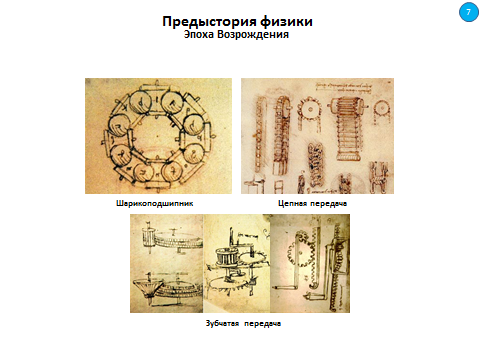 7
Предыстория физики
Эпоха Возрождения
Шарикоподшипник
Цепная передача
Зубчатая передача